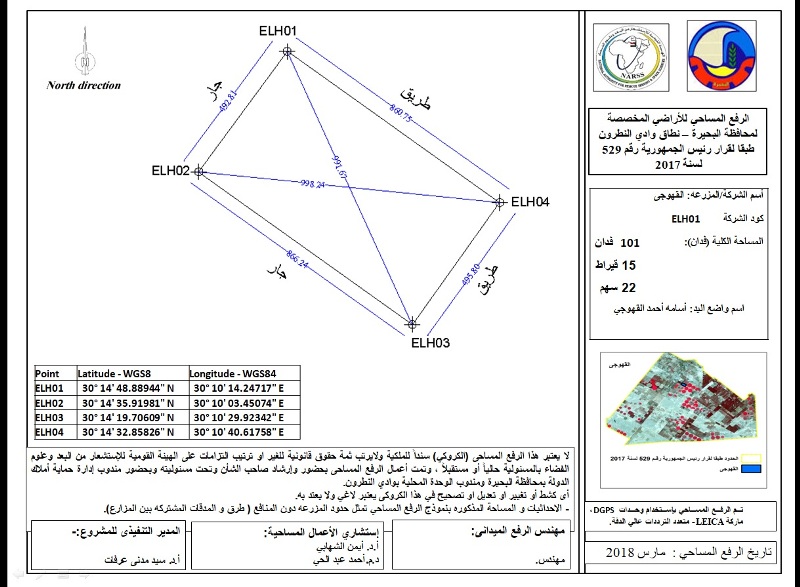 ELH01
North direction
جار
492.81
طريق
860.75
991.67
998.24
ELH02
ELH04
866.24
جار
495.80
طريق
ELH03
Point Latitude - WGS8 Longitude - WGS84
ELH01 30° 14' 48.88944" N 30° 10' 14.24717" E
ELH02 30° 14' 35.91981" N 30° 10' 03.45074" E
ELH03 30° 14' 19.70609" N 30° 10' 29.92342" E
ELH04 30° 14' 32.85826" N 30° 10' 40.61758" E
لا يعتبر هذا الرفع المساحي (الكروكي) سنداً للملكية ولايرتب ثمة حقوق قانونية للغير او ترتيب التزامات على الهيئة القومية للإستشعار من البعد وعلوم
الفضاء بالمسئولية حالياً أو مستقبلاً ، وتمت أعمال الرفع المساحى بحضور وإرشاد صاحب الشأن وتحت مسئوليته وبحضور مندوب إدارة حماية أملاك
الدولة بمحافظة البحيرة ومندوب الوحدة المحلية بوادي النطرون.
أى كشط أو تغيير او تعديل او تصحيح في هذا الكروكى يعتبر لاغي ولا يعتد به.
- الاحداثيات و المساحة المذكوره بنموذج الرفع المساحي تمثل حدود المزرعه دون المنافع ( طرق و المدقات المشتركه بين المزارع).
مهندس الرفع الميدانى:
مهندس.
إستشاري الأعمال المساحية:
أ.د. أيمن الشهابي
د.م.أحمد عبد الحي
المدير التنفيذى للمشروع:-
أ.د. سيد مدنى عرفات
NARSS
البحيرة
الرفع المساحي للأراضي المخصصة
لمحافظة البحيرة – نطاق وادي النطرون
طبقا لقرار رئيس الجمهورية رقم 529
لسنة 2017
اسم الشركة/المزرعه: القهوجى
كود الشركة ELH01
المساحة الكلية (فدان): 101 فدان
15 قيراط
22 سهم
اسم واضع اليد: أسامه أحمد القهوجي
القهوجى
الحدود طبقا لقرار رئيس الجمهورية رقم 529 لسنة 2017
القهوجى
تم الرفع المساحي بإستخدام وحدات DGPS -
ماركة LEICA - متعدد الترددات عالي الدقة.
تاريخ الرفع المساحي : مارس 2018